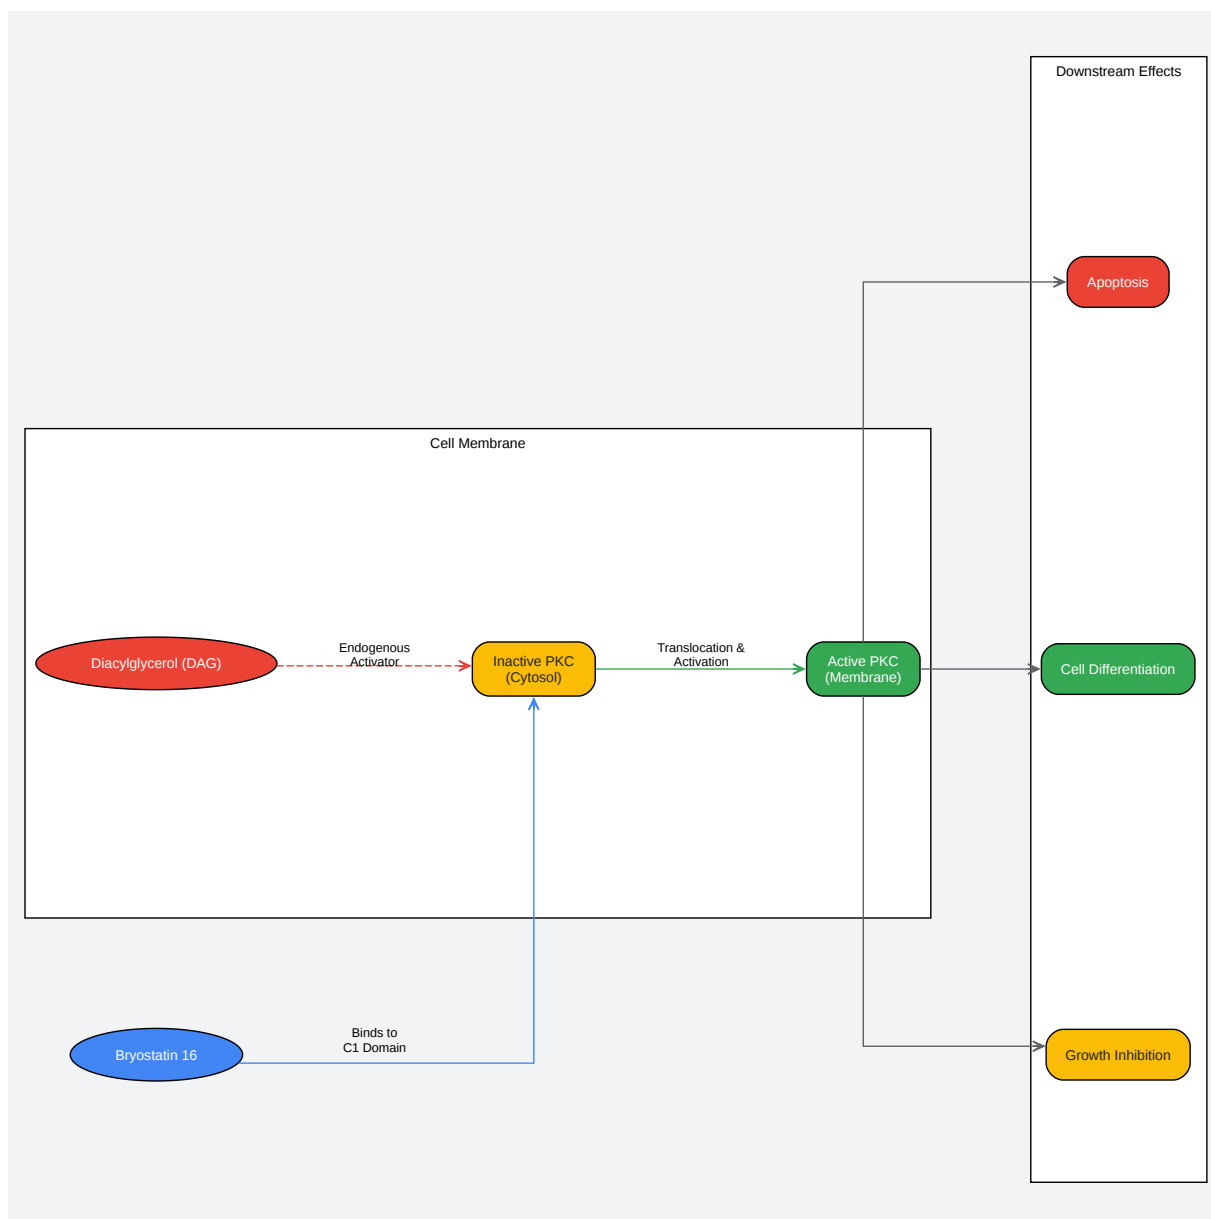 Downstream Effects
Apoptosis
Cell Membrane
Diacylglycerol (DAG)
Endogenous
Activator
Inactive PKC
(Cytosol)
Translocation &
Activation
Active PKC
(Membrane)
Cell Differentiation
Bryostatin 16
Binds to
C1 Domain
Growth Inhibition